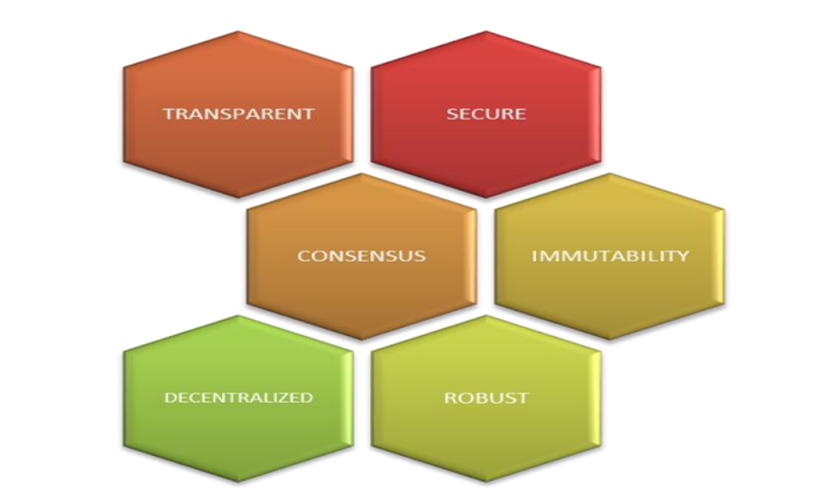 TRANSPARENT
SECURE
CONSENSUS
IMMUTABILITY
DECENTRALIZED
ROBUST